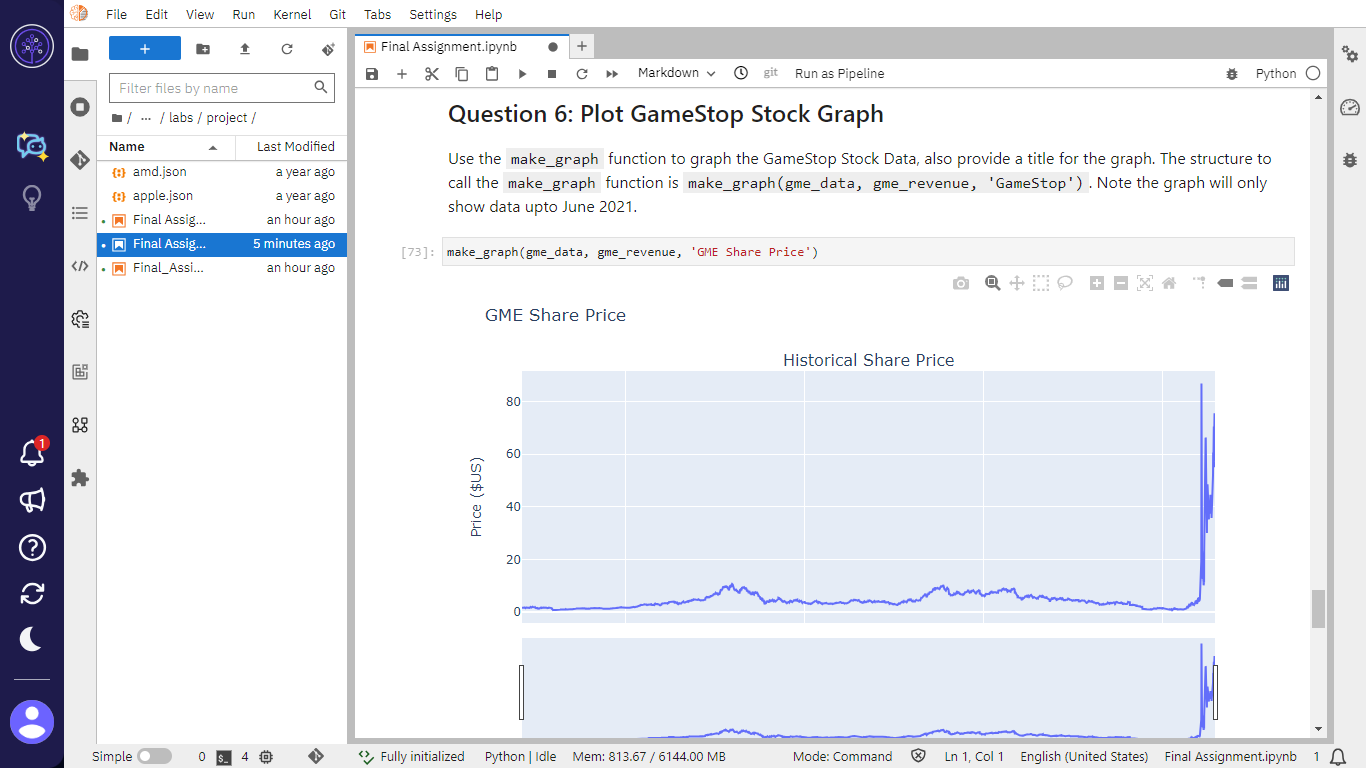 File Edit View Run Kernel Git Tabs Settings Help
Filter files by name
/ ··· / labs / project /
Name Last Modified
amd.json a year ago
apple.json a year ago
Final Assig... an hour ago
Final Assig... 5 minutes ago
Final_Assi... an hour ago
1
Final Assignment.ipynb
Markdown git Run as Pipeline Python
Question 6: Plot GameStop Stock Graph
Use the make_graph function to graph the GameStop Stock Data, also provide a title for the graph. The structure to
call the make_graph function is make_graph(gme_data, gme_revenue, 'GameStop'). Note the graph will only
show data upto June 2021.
[73]: make_graph(gme_data, gme_revenue, 'GME Share Price')
GME Share Price
Historical Share Price
80
60
40
20
0
Price ($US)
Simple 0 $_ 4 Fully initialized Python | Idle Mem: 813.67 / 6144.00 MB Mode: Command Ln 1, Col 1 English (United States) Final Assignment.ipynb 1